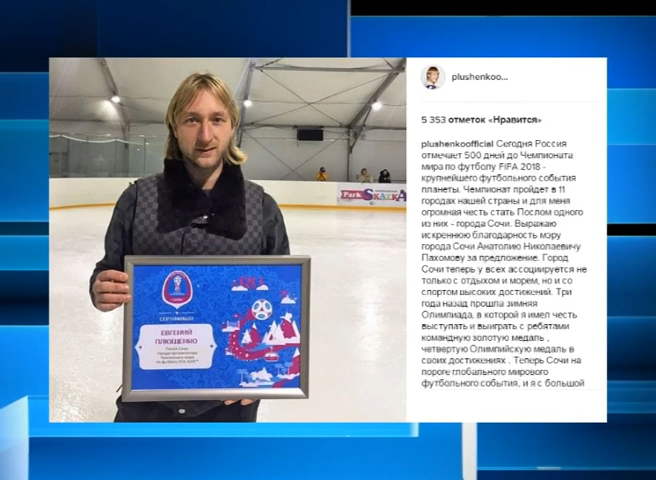 plushenkoo...
5 353 отметок «Нравится»
plushenkoofficial Сегодня Россия
отмечает 500 дней до Чемпионата
мира по футболу FIFA 2018 -
крупнейшего футбольного события
планеты. Чемпионат пройдет в 11
городах нашей страны и для меня
огромная честь стать Послом одного
из них - города Сочи. Выражаю
искреннюю благодарность мэру
города Сочи Анатолию Николаевичу
Пахомову за предложение. Город
Сочи теперь у всех ассоциируется не
только с отдыхом и морем, но и со
спортом высоких достижений. Три
года назад прошла зимняя
Олимпиада, в которой я имел честь
выступать и выиграть с ребятами
командную золотую медаль ,
четвертую Олимпийскую медаль в
своих достижениях . Теперь Сочи на
пороге глобального мирового
футбольного события, и я с большой
Park SKAZKA
СЕРТИФИКАТ
ЕВГЕНИЙ
ПЛЮЩЕНКО